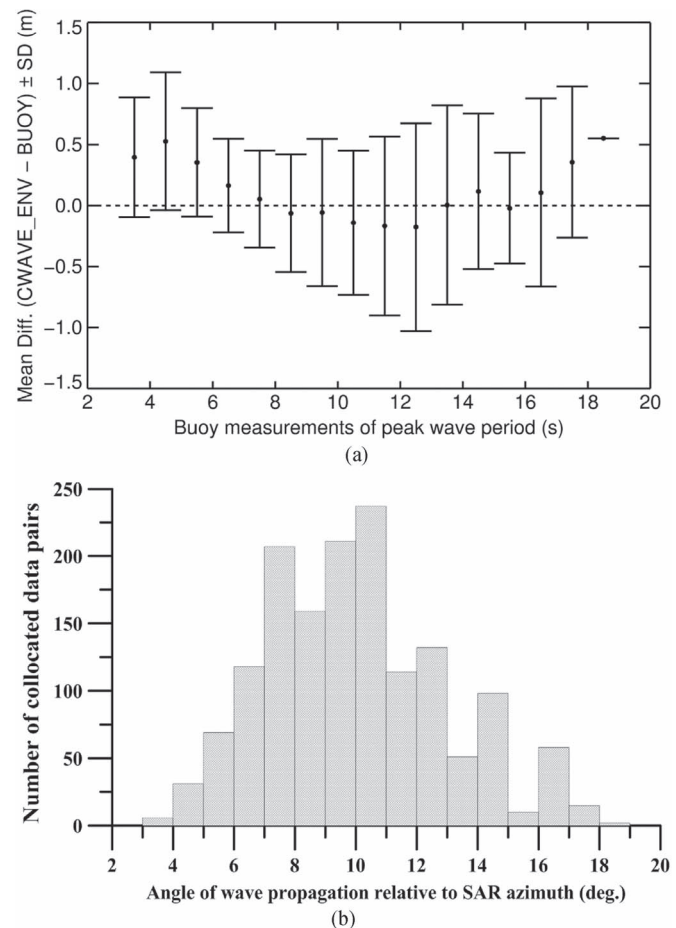 Mean Diff. (CWAVE_ENV − BUOY) ± SD (m)
1.5
1.0
0.5
0.0
−0.5
−1.0
−1.5
2 4 6 8 10 12 14 16 18 20
Buoy measurements of peak wave period (s)
(a)
Number of collocated data pairs
250
200
150
100
50
0
2 4 6 8 10 12 14 16 18 20
Angle of wave propagation relative to SAR azimuth (deg.)
(b)